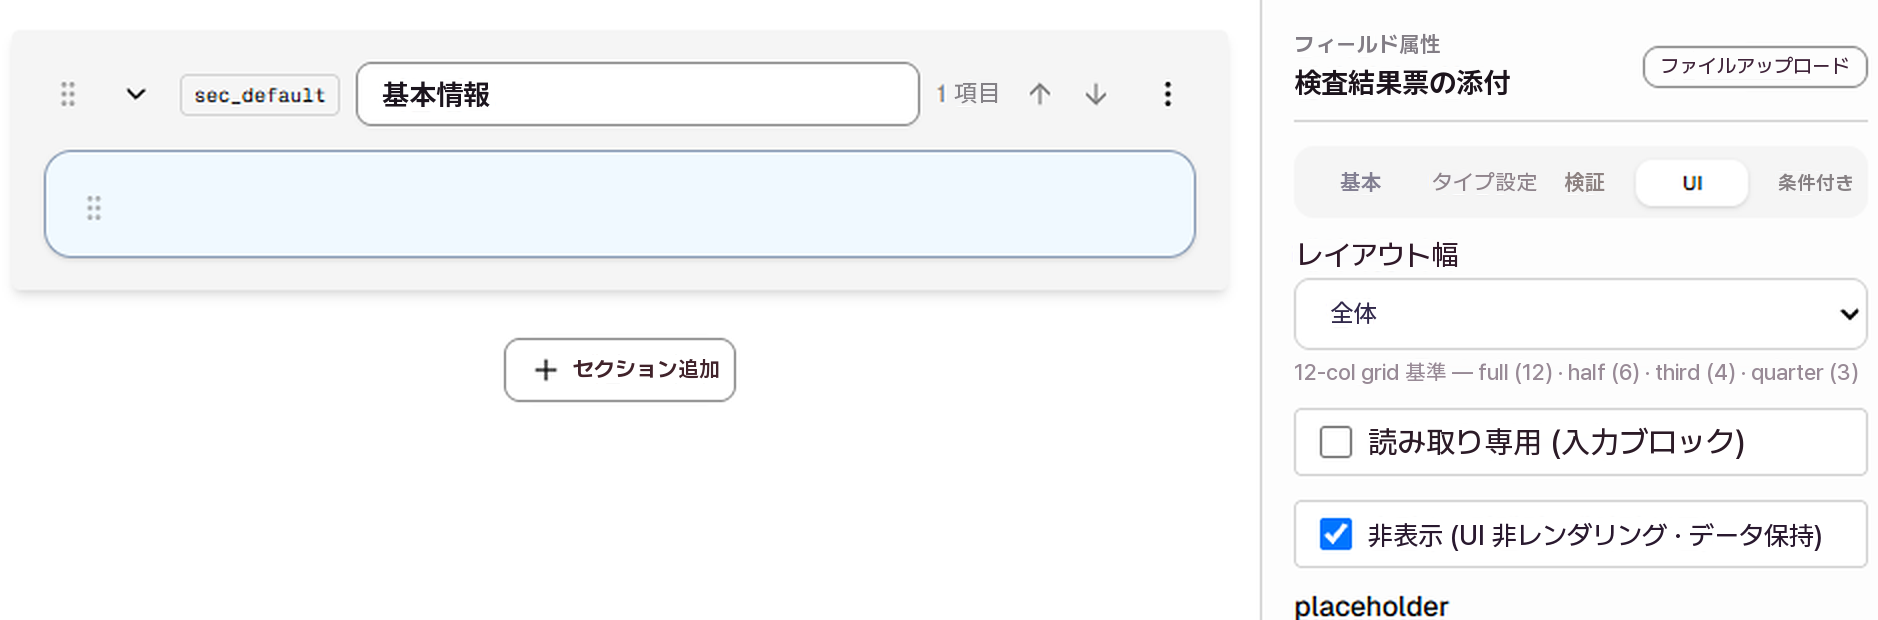 sec_default
基本情報
1 項目
セクション追加
フィールド属性
検査結果票の添付
ファイルアップロード
基本
タイプ設定
検証
UI
条件付き
レイアウト幅
全体
12-col grid 基準 — full (12) · half (6) · third (4) · quarter (3)
読み取り専用 (入力ブロック)
非表示 (UI 非レンダリング · データ保持)
placeholder